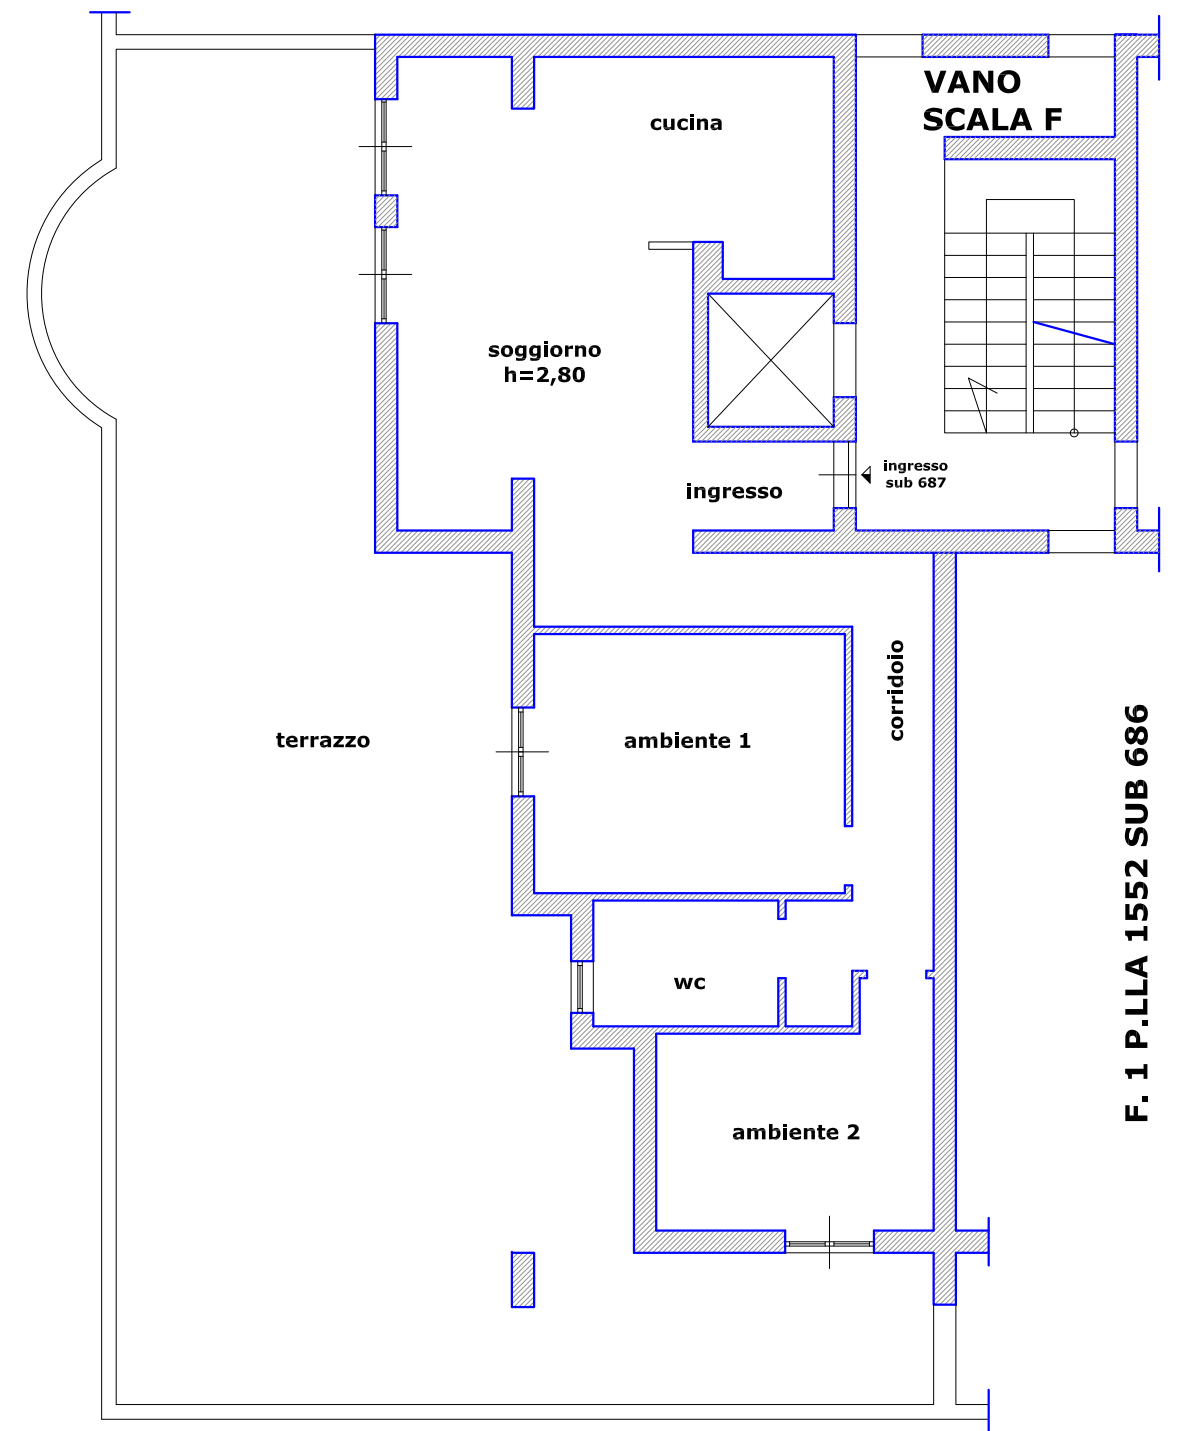 VANO
SCALA F
cucina
soggiorno
h=2,80
ingresso
sub 687
ingresso
corridoio
terrazzo
ambiente 1
F. 1 P.LLA 1552 SUB 686
wc
ambiente 2